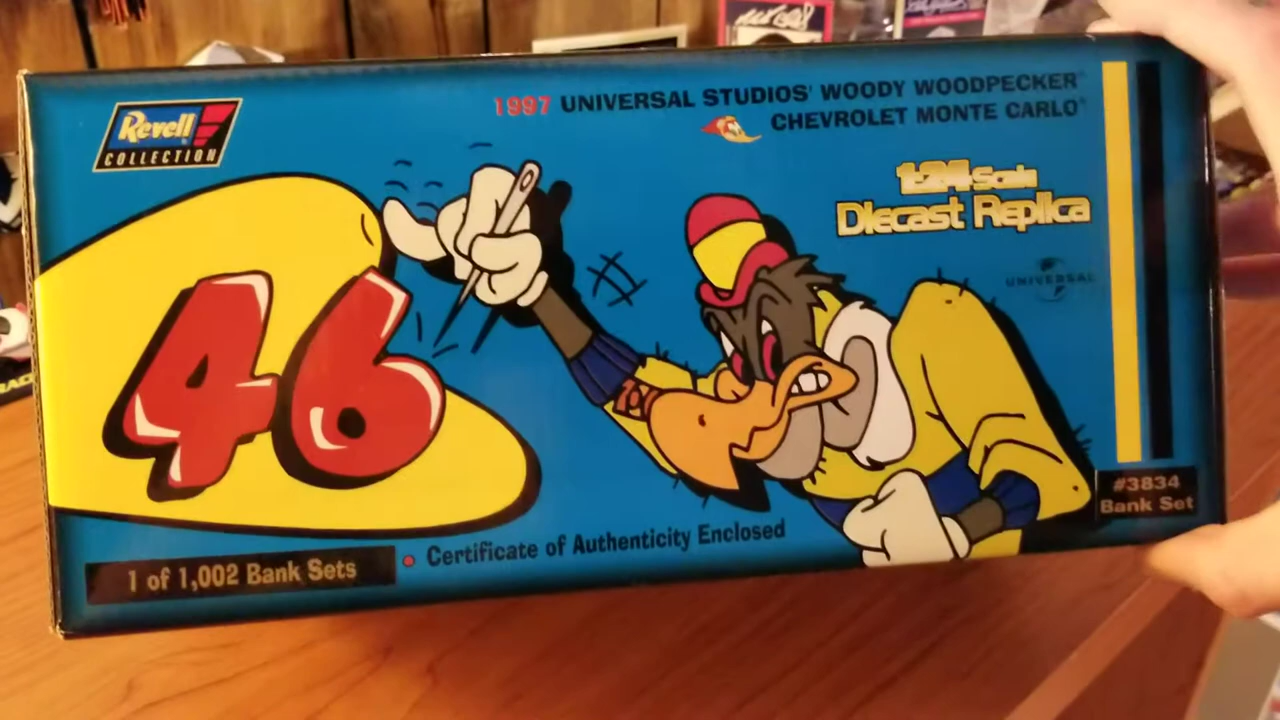 Revell
COLLECTION
1997 UNIVERSAL STUDIOS' WOODY WOODPECKER®
CHEVROLET MONTE CARLO®
1:24 Scale
Diecast Replica
UNIVERSAL
46
#3834
Bank Set
1 of 1,002 Bank Sets
• Certificate of Authenticity Enclosed